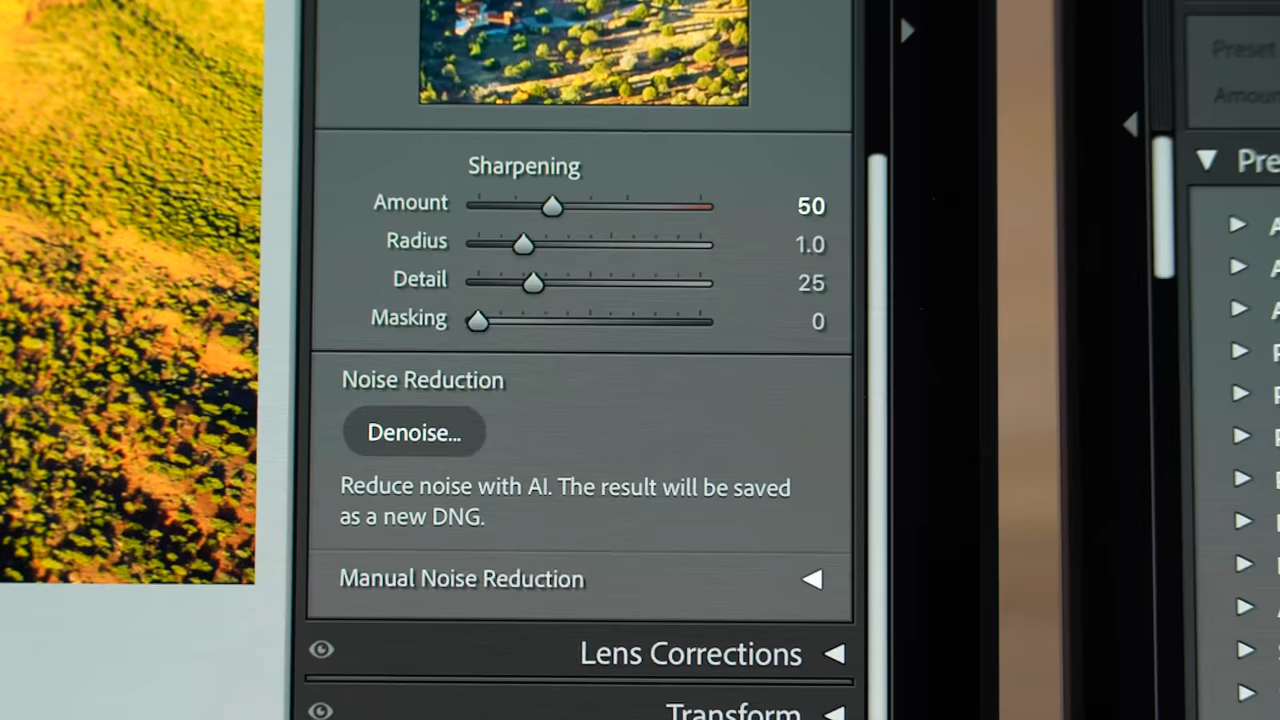 Sharpening
Amount 50
Radius 1.0
Detail 25
Masking 0
Noise Reduction
Denoise...
Reduce noise with AI. The result will be saved
as a new DNG.
Manual Noise Reduction
Lens Corrections
Transform
Preset